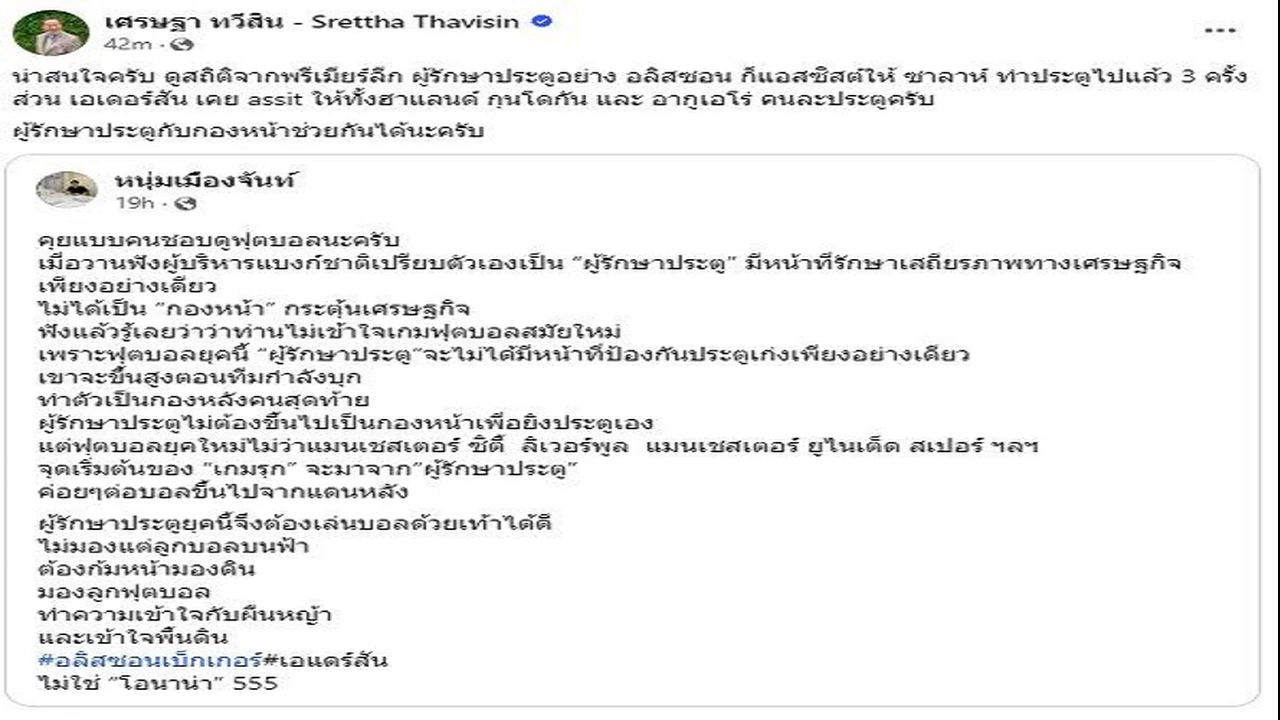 เศรษฐา ทวีสิน - Srettha Thavisin
42m ·
น่าสนใจครับ ดูสถิติจากพรีเมียร์ลีก ผู้รักษาประตูอย่าง อลิสซอน ก็แอสซิสต์ให้ ซาลาห์ ทำประตูไปแล้ว 3 ครั้ง
ส่วน เอเดอร์สัน เคย assit ให้ทั้งฮาแลนด์ กุนโดกัน และ อากูเอโร่ คนละประตูครับ
ผู้รักษาประตูกับกองหน้าช่วยกันได้นะครับ
หนุ่มเมืองจันท์
19h ·
คุยแบบคนชอบดูฟุตบอลนะครับ
เมื่อวานฟังผู้บริหารแบงก์ชาติเปรียบตัวเองเป็น “ผู้รักษาประตู” มีหน้าที่รักษาเสถียรภาพทางเศรษฐกิจ
เพียงอย่างเดียว
ไม่ได้เป็น “กองหน้า” กระตุ้นเศรษฐกิจ
ฟังแล้วรู้เลยว่าว่าท่านไม่เข้าใจเกมฟุตบอลสมัยใหม่
เพราะฟุตบอลยุคนี้ “ผู้รักษาประตู”จะไม่ได้มีหน้าที่ป้องกันประตูเก่งเพียงอย่างเดียว
เขาจะขึ้นสูงตอนทีมกำลังบุก
ทำตัวเป็นกองหลังคนสุดท้าย
ผู้รักษาประตูไม่ต้องขึ้นไปเป็นกองหน้าเพื่อยิงประตูเอง
แต่ฟุตบอลยุคใหม่ไม่ว่าแมนเชสเตอร์ ซิตี้ ลิเวอร์พูล แมนเชสเตอร์ ยูไนเต็ด สเปอร์ ฯลฯ
จุดเริ่มต้นของ “เกมรุก” จะมาจาก“ผู้รักษาประตู”
ค่อยๆต่อบอลขึ้นไปจากแดนหลัง
ผู้รักษาประตูยุคนี้จึงต้องเล่นบอลด้วยเท้าได้ดี
ไม่มองแต่ลูกบอลบนฟ้า
ต้องก้มหน้ามองดิน
มองลูกฟุตบอล
ทำความเข้าใจกับผืนหญ้า
และเข้าใจพื้นดิน
#อลิสซอนเบ็กเกอร์#เอแดร์สัน
ไม่ใช่ “โอนาน่า” 555